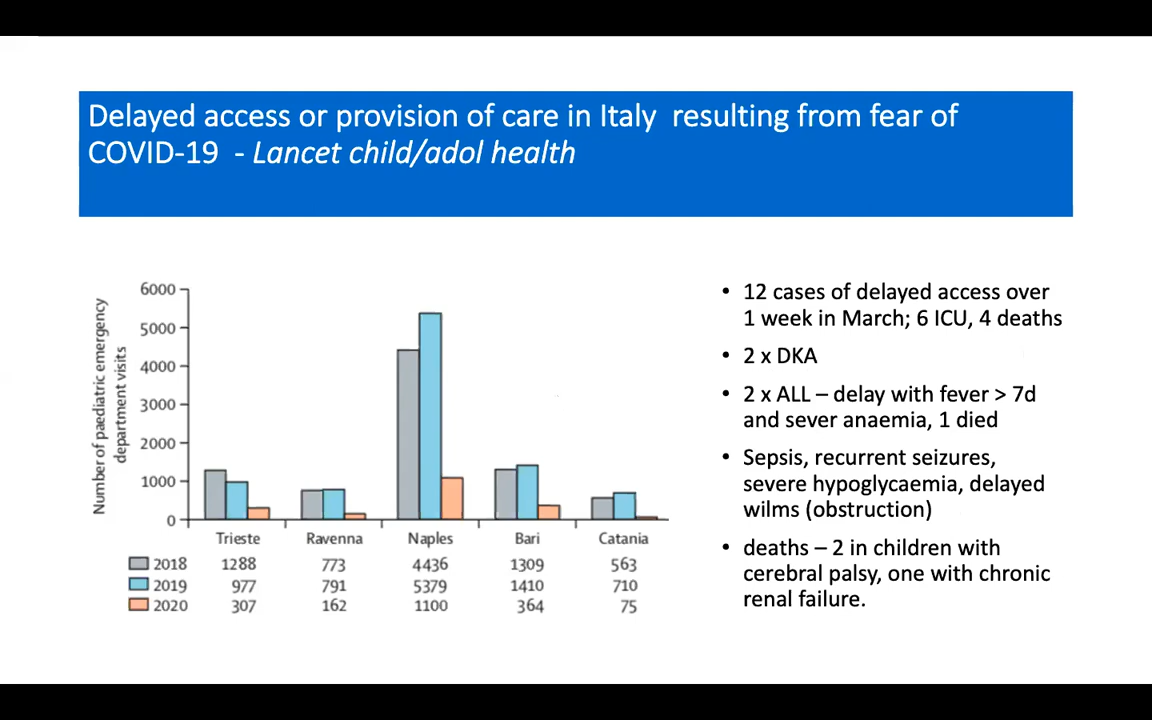 Delayed access or provision of care in Italy resulting from fear of
COVID-19 - Lancet child/adol health
Number of paediatric emergency
department visits
6000
5000
4000
3000
2000
1000
0
Trieste Ravenna Naples Bari Catania
2018 1288 773 4436 1309 563
2019 977 791 5379 1410 710
2020 307 162 1100 364 75
• 12 cases of delayed access over
1 week in March; 6 ICU, 4 deaths
• 2 x DKA
• 2 x ALL – delay with fever > 7d
and sever anaemia, 1 died
• Sepsis, recurrent seizures,
severe hypoglycaemia, delayed
wilms (obstruction)
• deaths – 2 in children with
cerebral palsy, one with chronic
renal failure.